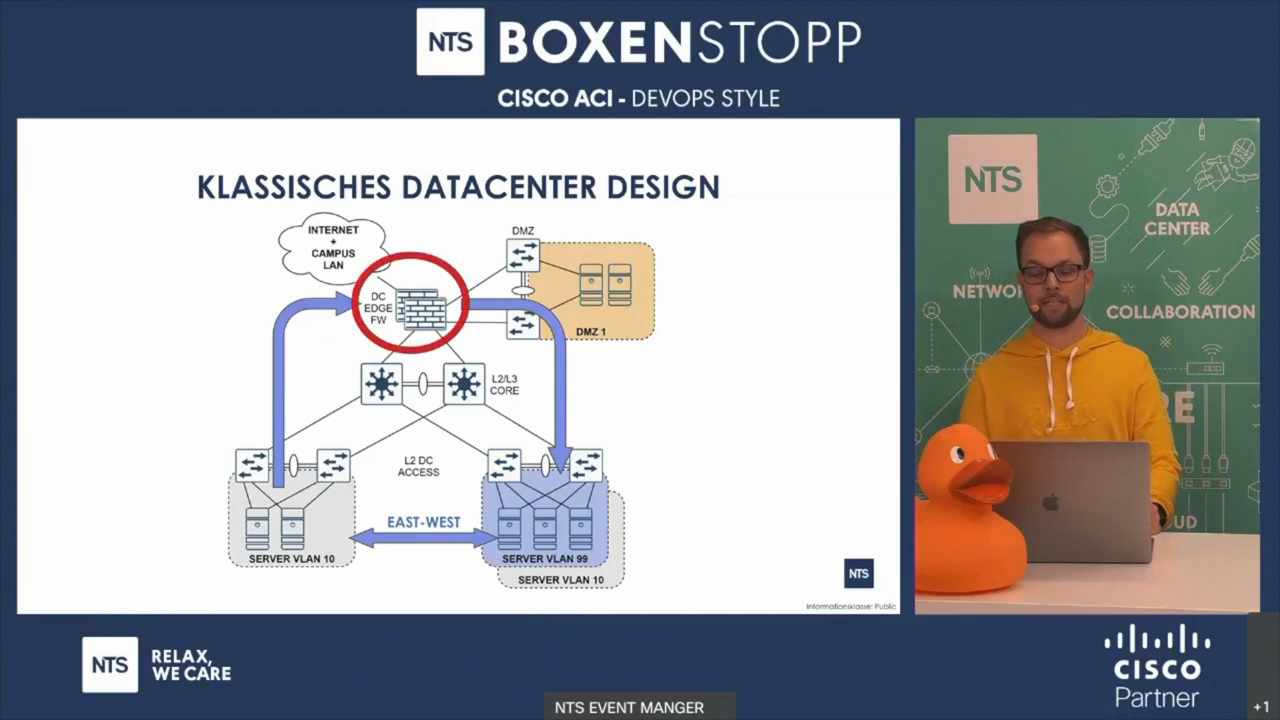 NTS BOXENSTOPP
CISCO ACI - DEVOPS STYLE
KLASSISCHES DATACENTER DESIGN
INTERNET
+
CAMPUS
LAN
DMZ
DC
EDGE
FW
DMZ 1
L2/L3
CORE
L2 DC
ACCESS
EAST-WEST
SERVER VLAN 10
SERVER VLAN 99
SERVER VLAN 10
NTS
Informationsklasse: Public
NTS
DATA
CENTER
COLLABORATION
NTS
RELAX,
WE CARE
CISCO
Partner
NTS EVENT MANGER
+1